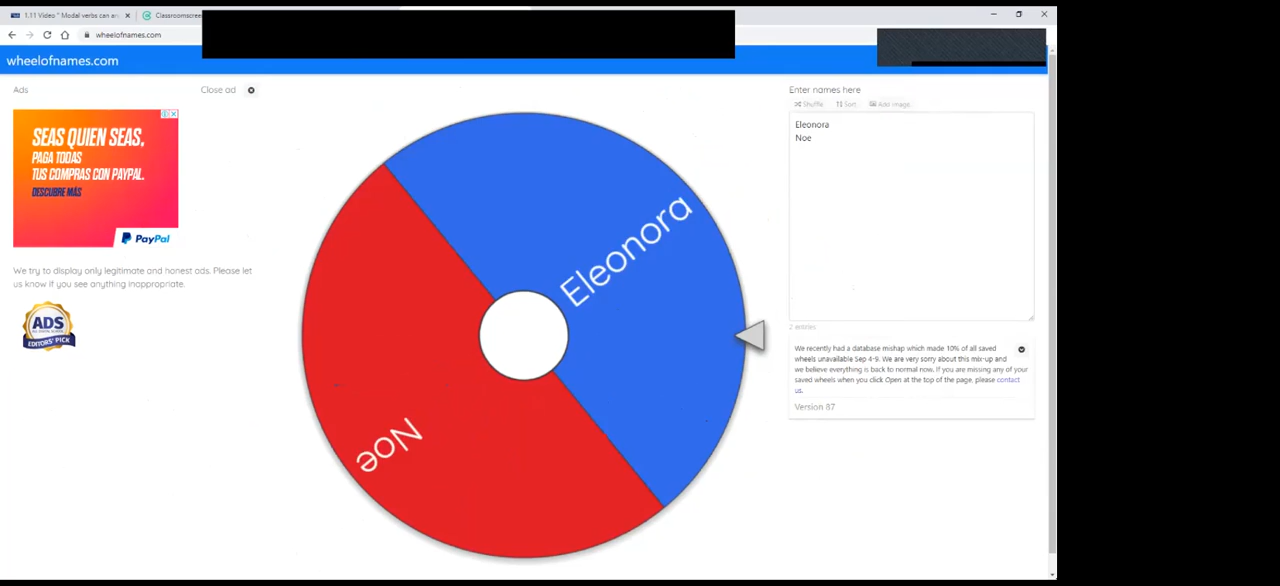 1.11 Video " Modal verbs can an
Classroomscree
wheelofnames.com
wheelofnames.com
Ads
Close ad
SEAS QUIEN SEAS,
PAGA TODAS
TUS COMPRAS CON PAYPAL.
DESCUBRE MÁS
PayPal
We try to display only legitimate and honest ads. Please let
us know if you see anything inappropriate.
ADS
EDITORS' PICK
Eleonora
Noe
Enter names here
Shuffle
Sort
Add image
Eleonora
Noe
2 entries
We recently had a database mishap which made 10% of all saved
wheels unavailable Sep 4-9. We are very sorry about this mix-up and
we believe everything is back to normal now. If you are missing any of your
saved wheels when you click Open at the top of the page, please contact
us.
Version 87